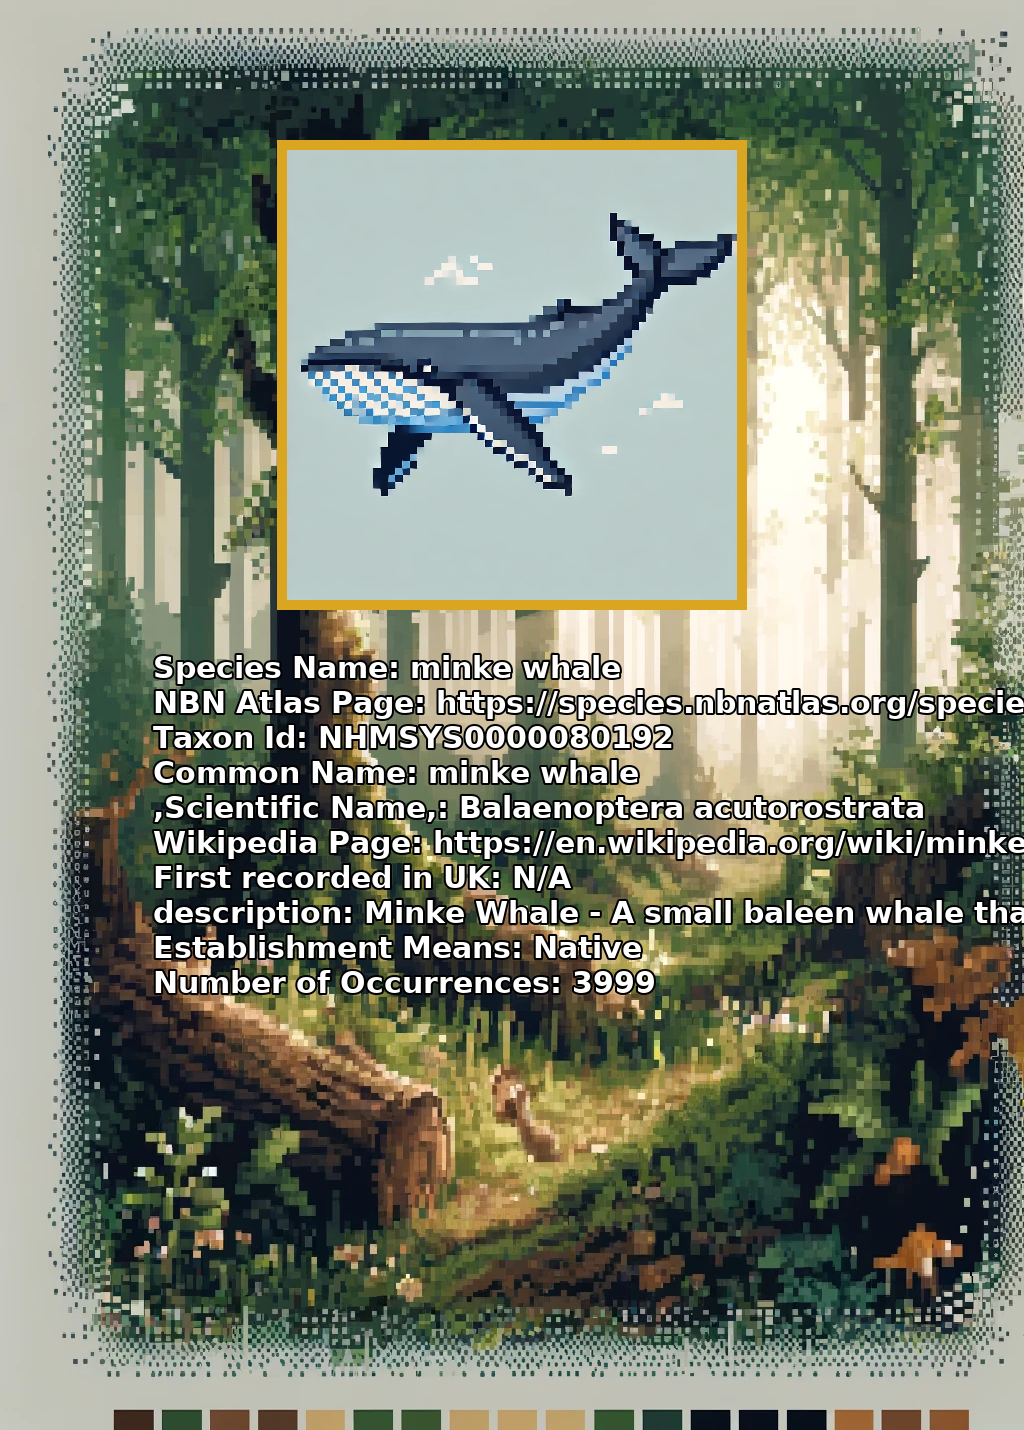 Species Name: minke whale
NBN Atlas Page: https://species.nbnatlas.org/specie
Taxon Id: NHMSYS0000080192
Common Name: minke whale
,Scientific Name,: Balaenoptera acutorostrata
Wikipedia Page: https://en.wikipedia.org/wiki/minke
First recorded in UK: N/A
description: Minke Whale - A small baleen whale tha
Establishment Means: Native
Number of Occurrences: 3999